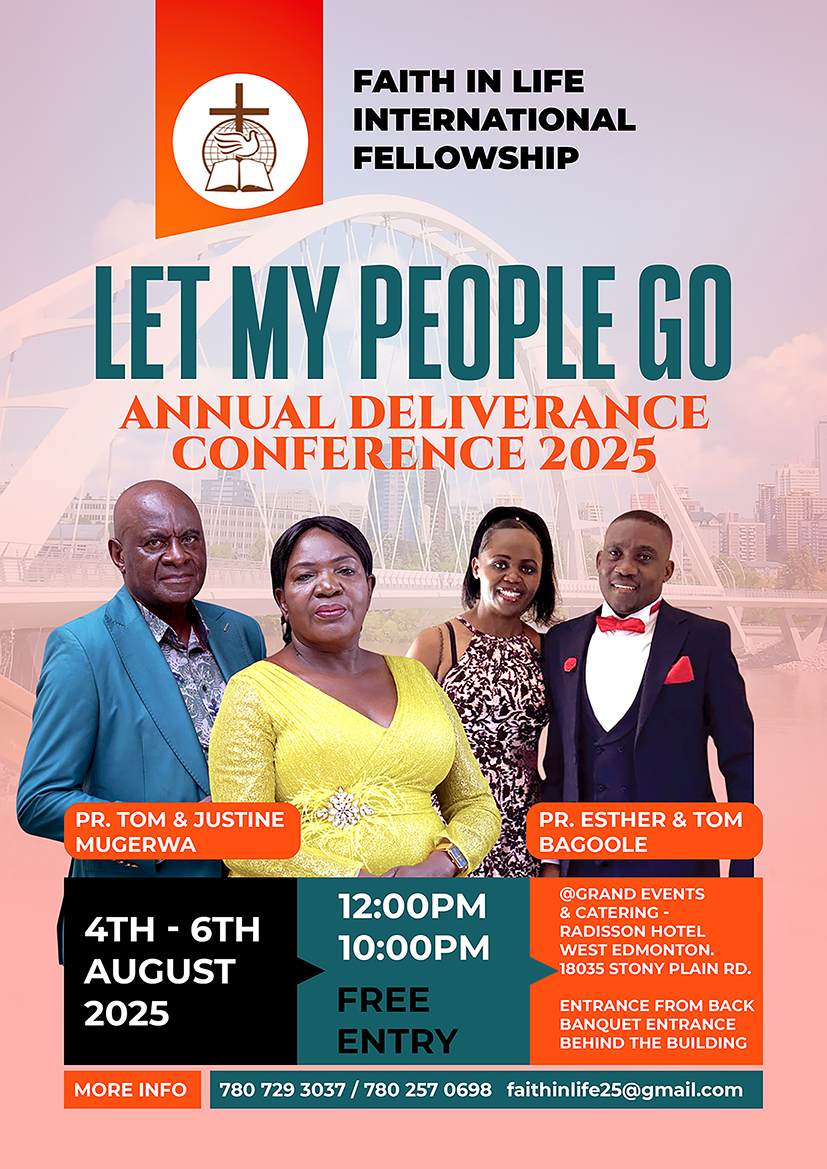 FAITH IN LIFE
INTERNATIONAL
FELLOWSHIP
LET MY PEOPLE GO
ANNUAL DELIVERANCE
CONFERENCE 2025
PR. TOM & JUSTINE
MUGERWA
PR. ESTHER & TOM
BAGOOLE
4TH - 6TH
AUGUST
2025
12:00PM
10:00PM
FREE
ENTRY
@GRAND EVENTS
& CATERING -
RADISSON HOTEL
WEST EDMONTON.
18035 STONY PLAIN RD.
ENTRANCE FROM BACK
BANQUET ENTRANCE
BEHIND THE BUILDING
MORE INFO
780 729 3037 / 780 257 0698 faithinlife25@gmail.com